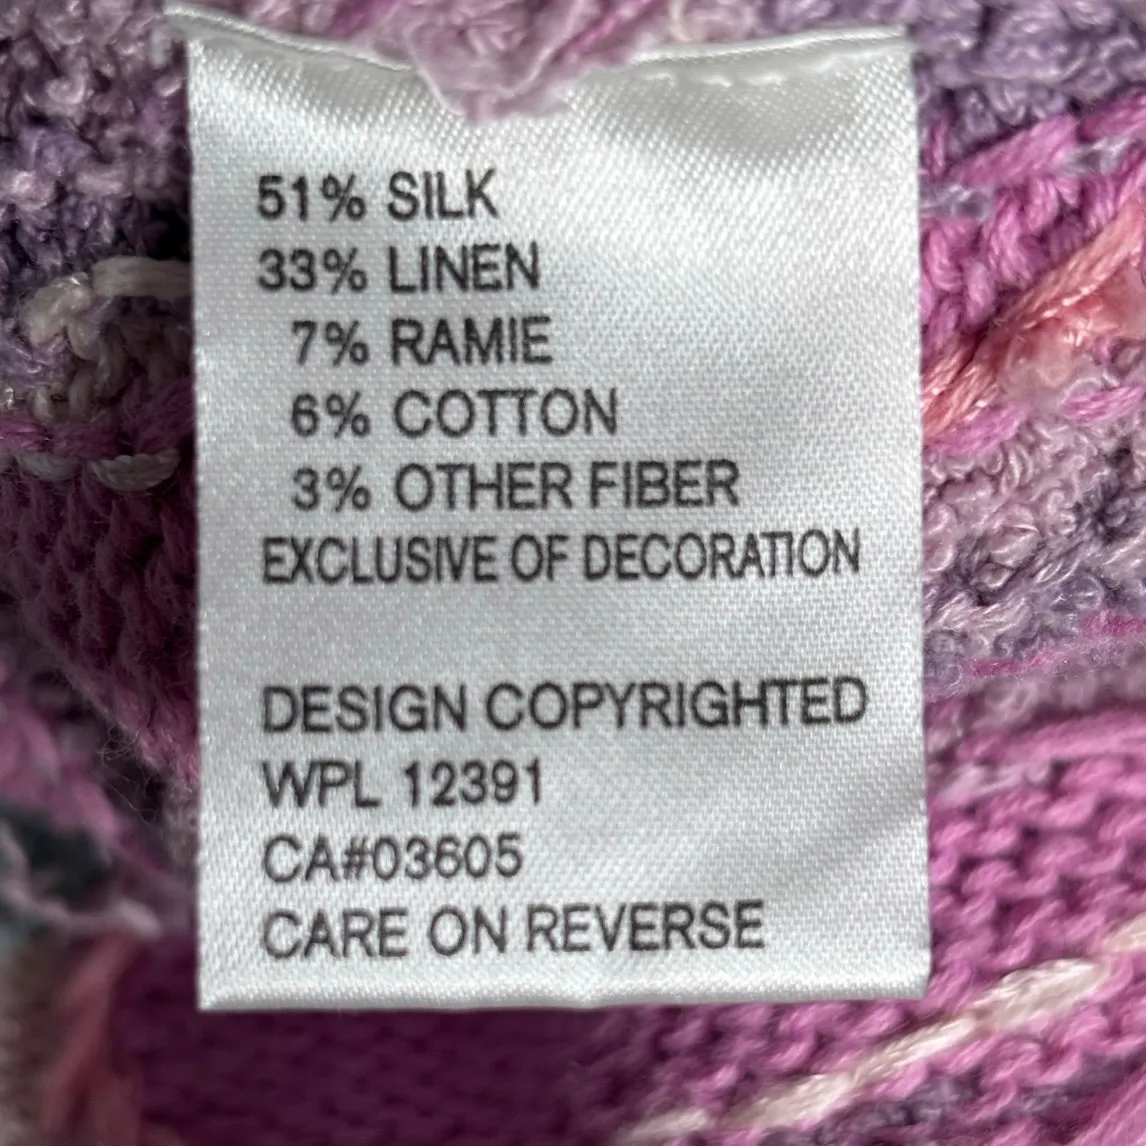 51% SILK
33% LINEN
7% RAMIE
6% COTTON
3% OTHER FIBER
EXCLUSIVE OF DECORATION
DESIGN COPYRIGHTED
WPL 12391
CA#03605
CARE ON REVERSE